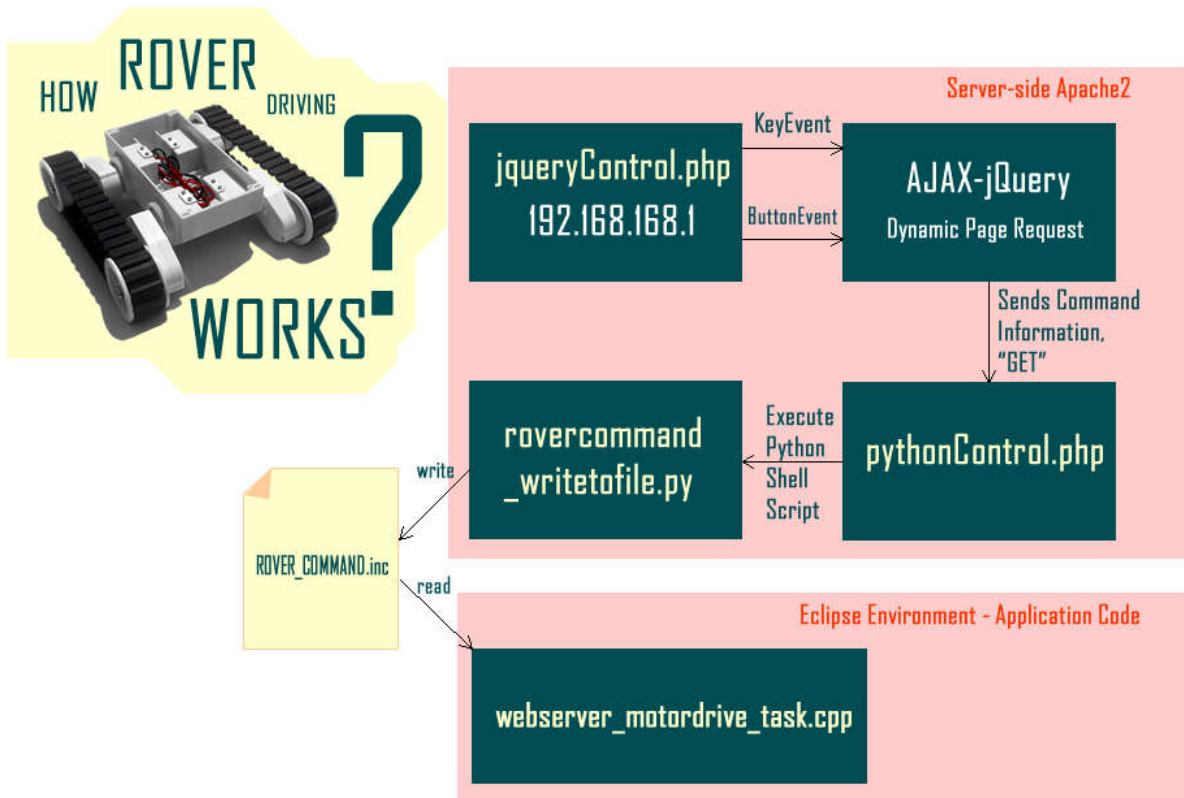 HOW
ROVER
DRIVING
?
WORKS
Server-side Apache2
jqueryControl.php
192.168.168.1
KeyEvent
ButtonEvent
AJAX-jQuery
Dynamic Page Request
Sends Command
Information,
“GET”
pythonControl.php
Execute
Python
Shell
Script
rovercommand
_writetofile.py
write
ROVER_COMMAND.inc
read
Eclipse Environment - Application Code
webserver_motordrive_task.cpp